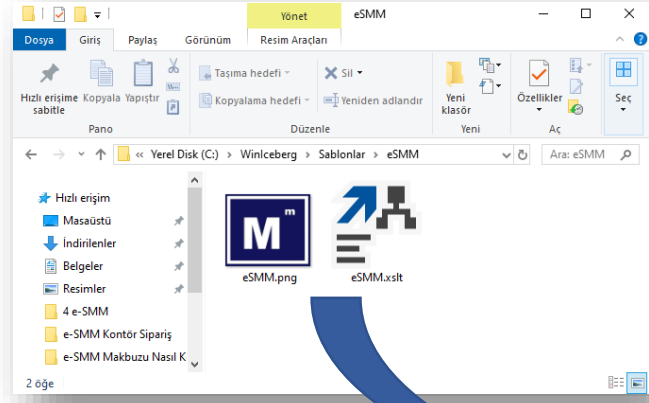 Yönet
eSMM
Dosya
Giriş
Paylaş
Görünüm
Resim Araçları
Hızlı erişime sabitle
Kopyala
Yapıştır
Taşıma hedefi
Sil
Kopyalama hedefi
Yeniden adlandır
Yeni klasör
Özellikler
Seç
Pano
Düzenle
Yeni
Aç
« Yerel Disk (C:) > WinIceberg > Sablonlar > eSMM
Ara: eSMM
Hızlı erişim
Masaüstü
İndirilenler
Belgeler
Resimler
4 e-SMM
e-SMM Kontör Sipariş
e-SMM Makbuzu Nasıl K
M m
eSMM.png
eSMM.xslt
2 öğe